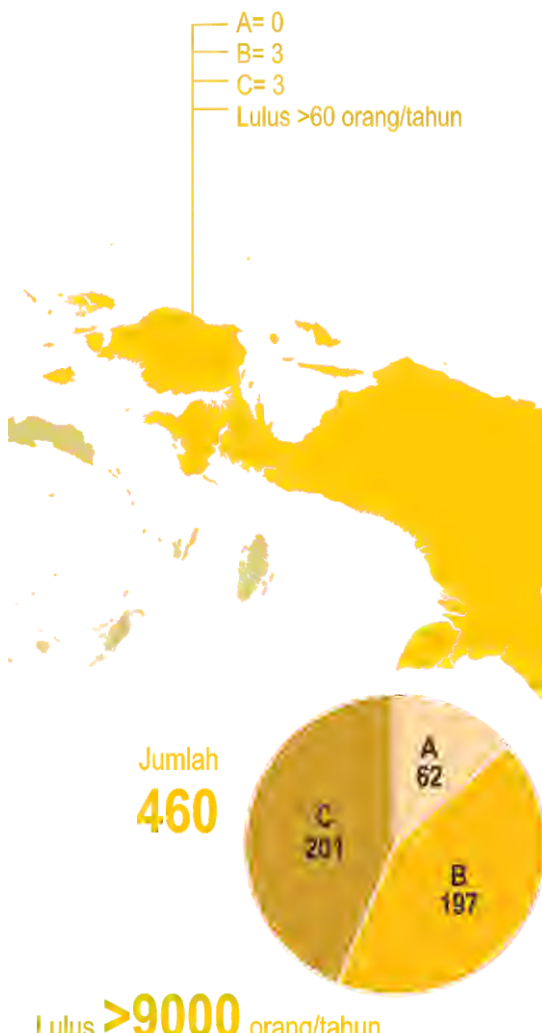 A= 0
B= 3
C= 3
Lulus >60 orang/tahun
Jumlah
460
A
62
C
201
B
197
Lulus >9000 orang/tahun